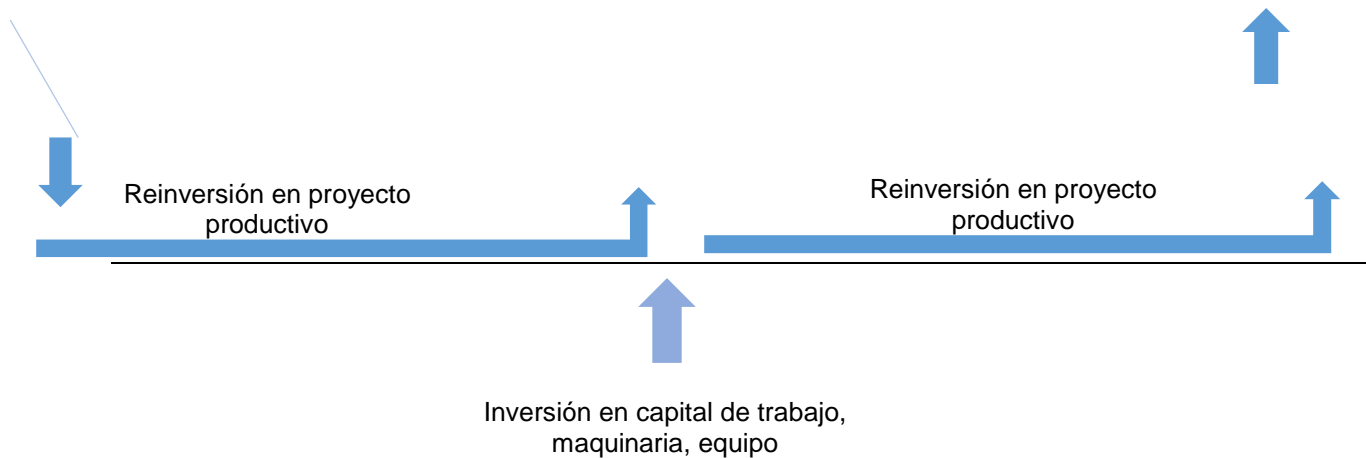 Reinversión en proyecto
productivo
Reinversión en proyecto
productivo
Inversión en capital de trabajo,
maquinaria, equipo